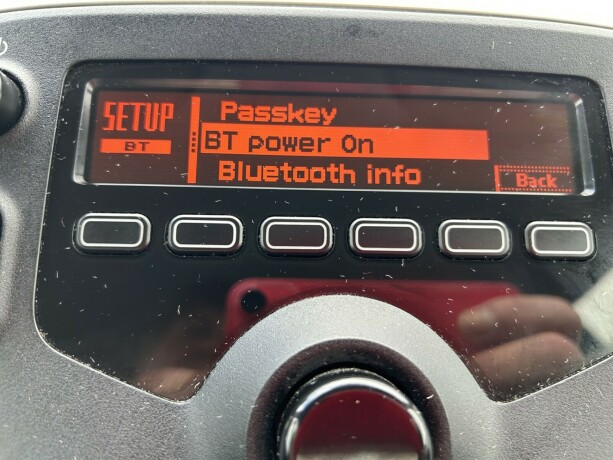 SETUP
BT
Passkey
BT power On
Bluetooth info
Back